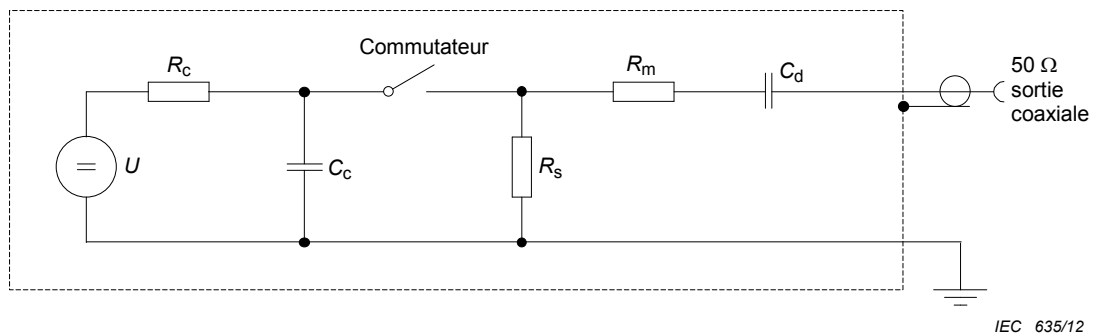 Commutateur
R_c
R_m
C_d
50 Ω
sortie
coaxiale
U
C_c
R_s
IEC 635/12